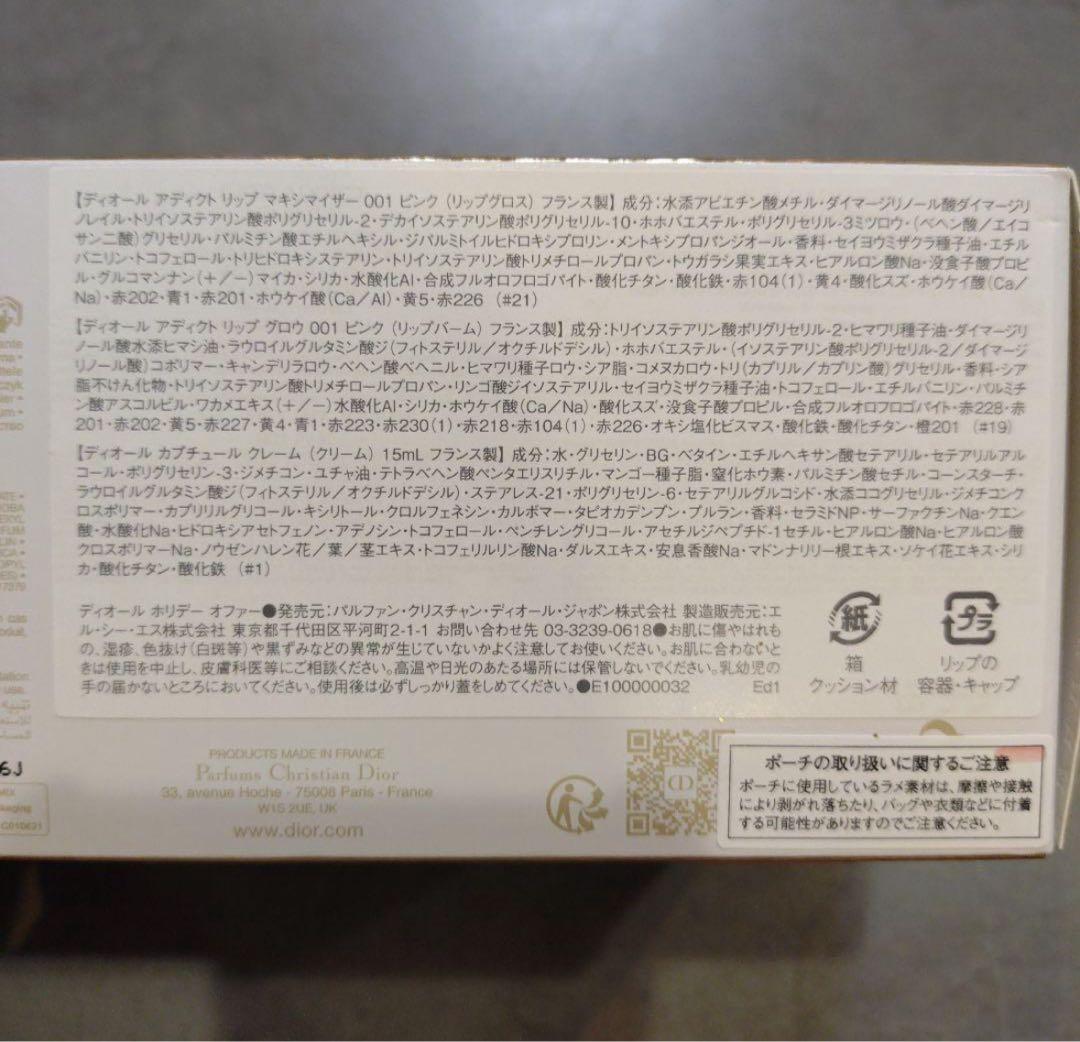 【ディオール アディクト リップ マキシマイザー 001 ピンク (リップグロス) フランス製】 成分:水添アビエチン酸メチル・ダイマージリノール酸ダイマージリ
ノレイル・トリイソステアリン酸ポリグリセリル-2・デカイソステアリン酸ポリグリセリル-10・ホホバエステル・ポリグリセリル-3ミツロウ・(ベヘン酸/エイコ
サン二酸)グリセリル・パルミチン酸エチルヘキシル・ジパルミトイルヒドロキシプロリン・メントキシプロパンジオール・香料・セイヨウミザクラ種子油・エチル
バニリン・トコフェロール・トリヒドロキシステアリン・トリイソステアリン酸トリメチロールプロパン・トウガラシ果実エキス・ヒアルロン酸Na・没食子酸プロピ
ル・グルコマンナン(+/-)マイカ・シリカ・水酸化Al・合成フルオロフロゴパイト・酸化チタン・酸化鉄・赤104(1)・黄4・酸化スズ・ホウケイ酸(Ca/
Na)・赤202・青1・赤201・ホウケイ酸(Ca/Al)・黄5・赤226 (#21)
【ディオール アディクト リップ グロウ 001 ピンク (リップバーム) フランス製】 成分:トリイソステアリン酸ポリグリセリル-2・ヒマワリ種子油・ダイマージリ
ノール酸水添ヒマシ油・ラウロイルグルタミン酸ジ(フィトステリル/オクチルドデシル)・ホホバエステル・(イソステアリン酸ポリグリセリル-2/ダイマージ
リノール酸)コポリマー・キャンデリラロウ・ベヘン酸ベヘニル・ヒマワリ種子ロウ・シア脂・コメヌカロウ・トリ(カプリル/カプリン酸)グリセリル・香料・シア
脂不けん化物・トリイソステアリン酸トリメチロールプロパン・リンゴ酸ジイソステアリル・セイヨウミザクラ種子油・トコフェロール・エチルバニリン・パルミチ
ン酸アスコルビル・ワカメエキス(+/-)水酸化Al・シリカ・ホウケイ酸(Ca/Na)・酸化スズ・没食子酸プロピル・合成フルオロフロゴパイト・赤228・赤
201・赤202・黄5・赤227・黄4・青1・赤223・赤230(1)・赤218・赤104(1)・赤226・オキシ塩化ビスマス・酸化鉄・酸化チタン・橙201 (#19)
【ディオール カプチュール クレーム (クリーム) 15mL フランス製】 成分:水・グリセリン・BG・ベタイン・エチルヘキサン酸セテアリル・セテアリルアル
コール・ポリグリセリン-3・ジメチコン・ユチャ油・テトラベヘン酸ペンタエリスリチル・マンゴー種子脂・窒化ホウ素・パルミチン酸セチル・コーンスターチ・
ラウロイルグルタミン酸ジ(フィトステリル/オクチルドデシル)・ステアレス-21・ポリグリセリン-6・セテアリルグルコシド・水添ココグリセリル・ジメチコンク
ロスポリマー・カプリリルグリコール・キシリトール・クロルフェネシン・カルボマー・タピオカデンプン・プルラン・香料・セラミドNP・サーファクチンNa・クエン
酸・水酸化Na・ヒドロキシアセトフェノン・アデノシン・トコフェロール・ペンチレングリコール・アセチルジペプチド-1セチル・ヒアルロン酸Na・ヒアルロン酸
クロスポリマーNa・ノウゼンハレン花/葉/茎エキス・トコフェリルリン酸Na・ダルスエキス・安息香酸Na・マドンナリリー根エキス・ソケイ花エキス・シリ
カ・酸化チタン・酸化鉄 (#1)
ディオール ホリデー オファー●発売元:パルファン・クリスチャン・ディオール・ジャポン株式会社 製造販売元:エ
ル・シー・エス株式会社 東京都千代田区平河町2-1-1 お問い合わせ先 03-3239-0618●お肌に傷やはれも
の、湿疹、色抜け(白斑等)や黒ずみなどの異常が生じていないかよく注意してお使いください。お肌に合わないと
きは使用を中止し、皮膚科医等にご相談ください。高温や日光のあたる場所には保管しないでください。乳幼児の
手の届かないところにおいてください。使用後は必ずしっかり蓋をしめてください。●E100000032 Ed1
紙
箱
クッション材
プラ
リップの
容器・キャップ
PRODUCTS MADE IN FRANCE
Parfums Christian Dior
33, avenue Hoche - 75008 Paris - France
W1S 2UE, UK
www.dior.com
ポーチの取り扱いに関するご注意
ポーチに使用しているラメ素材は、摩擦や接触
により剥がれ落ちたり、バッグや衣類などに付着
する可能性がありますのでご注意ください。